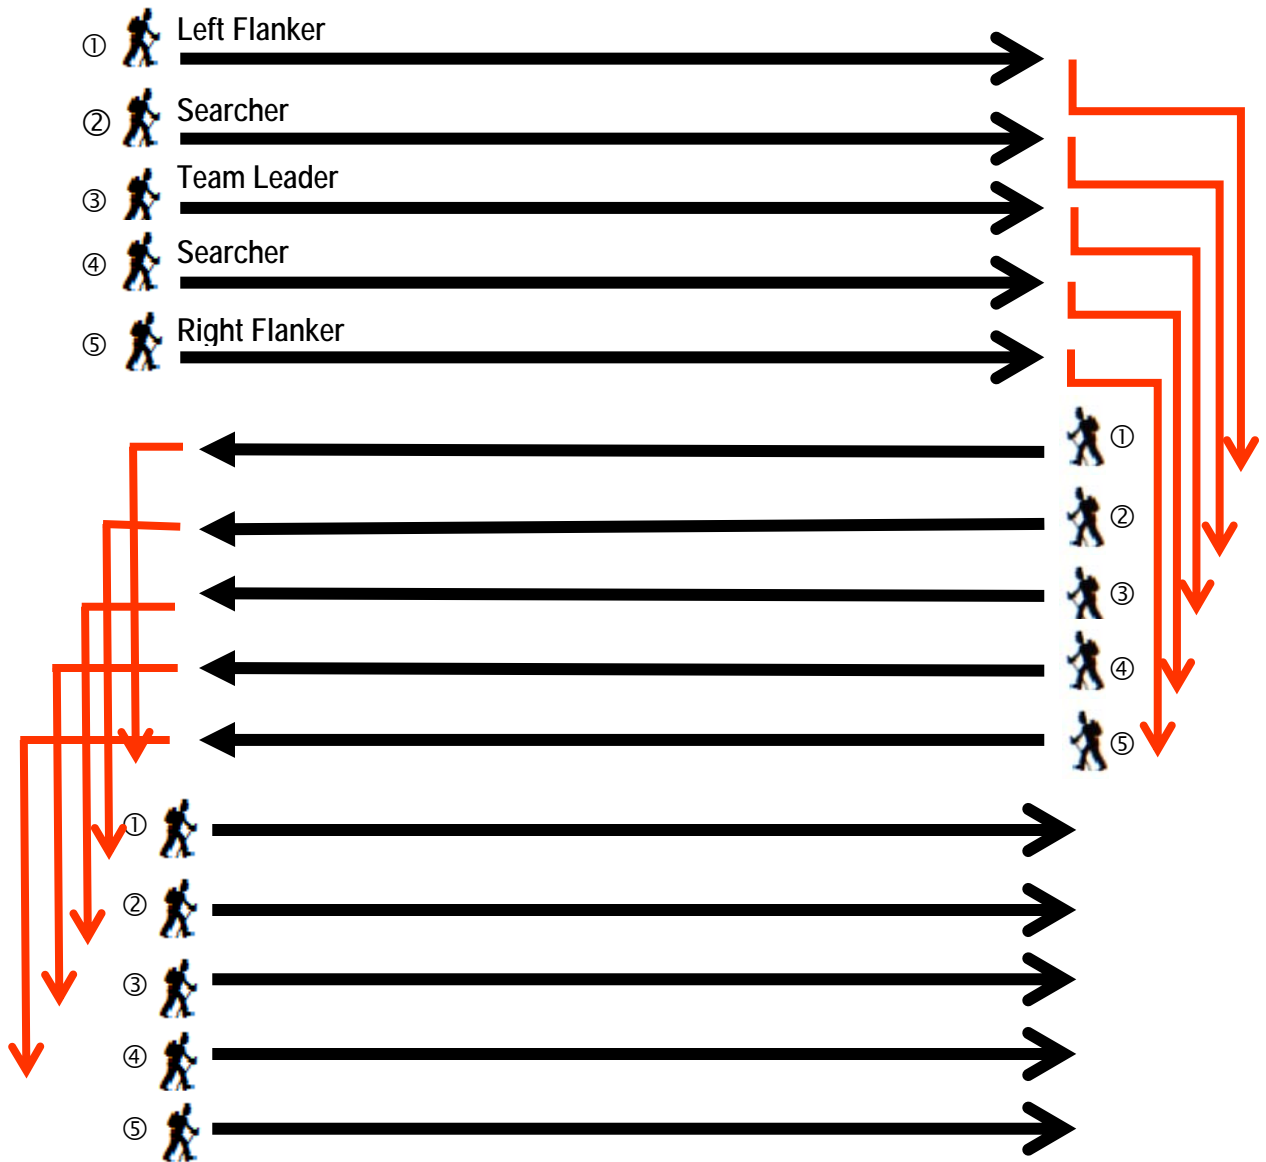 ① Left Flanker
② Searcher
③ Team Leader
④ Searcher
⑤ Right Flanker
①
②
③
④
⑤
①
②
③
④
⑤